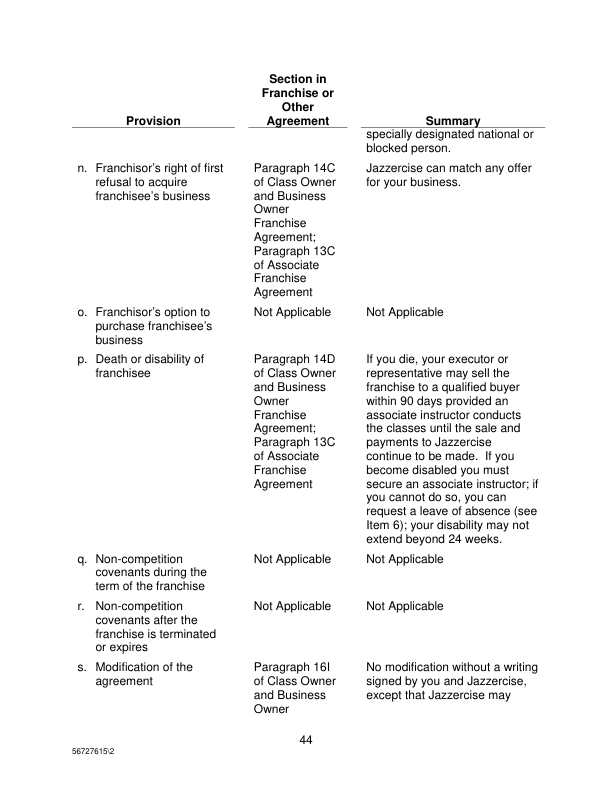 Section in
Franchise or
Other
Provision Agreement Summary
specially designated national or
blocked person.
n. Franchisor's right of first Paragraph 14C Jazzercise can match any offer
refusal to acquire of Class Owner for your business.
franchisee's business and Business
Owner
Franchise
Agreement;
Paragraph 13C
of Associate
Franchise
Agreement
o. Franchisor's option to Not Applicable Not Applicable
purchase franchisee's
business
p. Death or disability of Paragraph 14D If you die, your executor or
franchisee of Class Owner representative may sell the
and Business franchise to a qualified buyer
Owner within 90 days provided an
Franchise associate instructor conducts
Agreement; the classes until the sale and
Paragraph 13C payments to Jazzercise
of Associate continue to be made. If you
Franchise become disabled you must
Agreement secure an associate instructor; if
you cannot do so, you can
request a leave of absence (see
Item 6); your disability may not
extend beyond 24 weeks.
q. Non-competition Not Applicable Not Applicable
covenants during the
term of the franchise
r. Non-competition Not Applicable Not Applicable
covenants after the
franchise is terminated
or expires
s. Modification of the Paragraph 16I No modification without a writing
agreement of Class Owner signed by you and Jazzercise,
and Business except that Jazzercise may
Owner
44
56727615\2